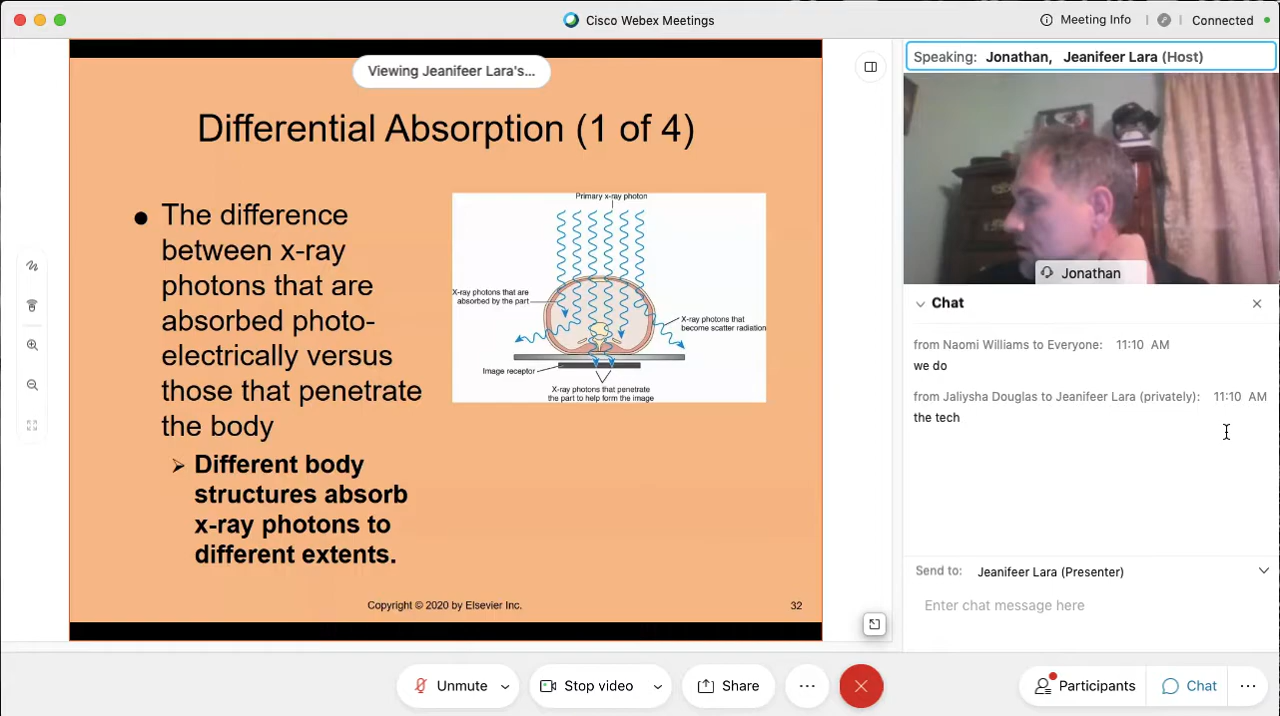 Cisco Webex Meetings
Meeting Info
Connected
Viewing Jeanifeer Lara's...
Speaking: Jonathan, Jeanifeer Lara (Host)
Differential Absorption (1 of 4)
● The difference
between x-ray
photons that are
absorbed photo-
electrically versus
those that penetrate
the body
➢ Different body
structures absorb
x-ray photons to
different extents.
Primary x-ray photon
X-ray photons that are
absorbed by the part
X-ray photons that
become scatter radiation
Image receptor
X-ray photons that penetrate
the part to help form the image
Copyright © 2020 by Elsevier Inc.
32
Jonathan
Chat
from Naomi Williams to Everyone: 11:10 AM
we do
from Jaliysha Douglas to Jeanifeer Lara (privately): 11:10 AM
the tech
Send to: Jeanifeer Lara (Presenter)
Enter chat message here
Unmute
Stop video
Share
Participants
Chat